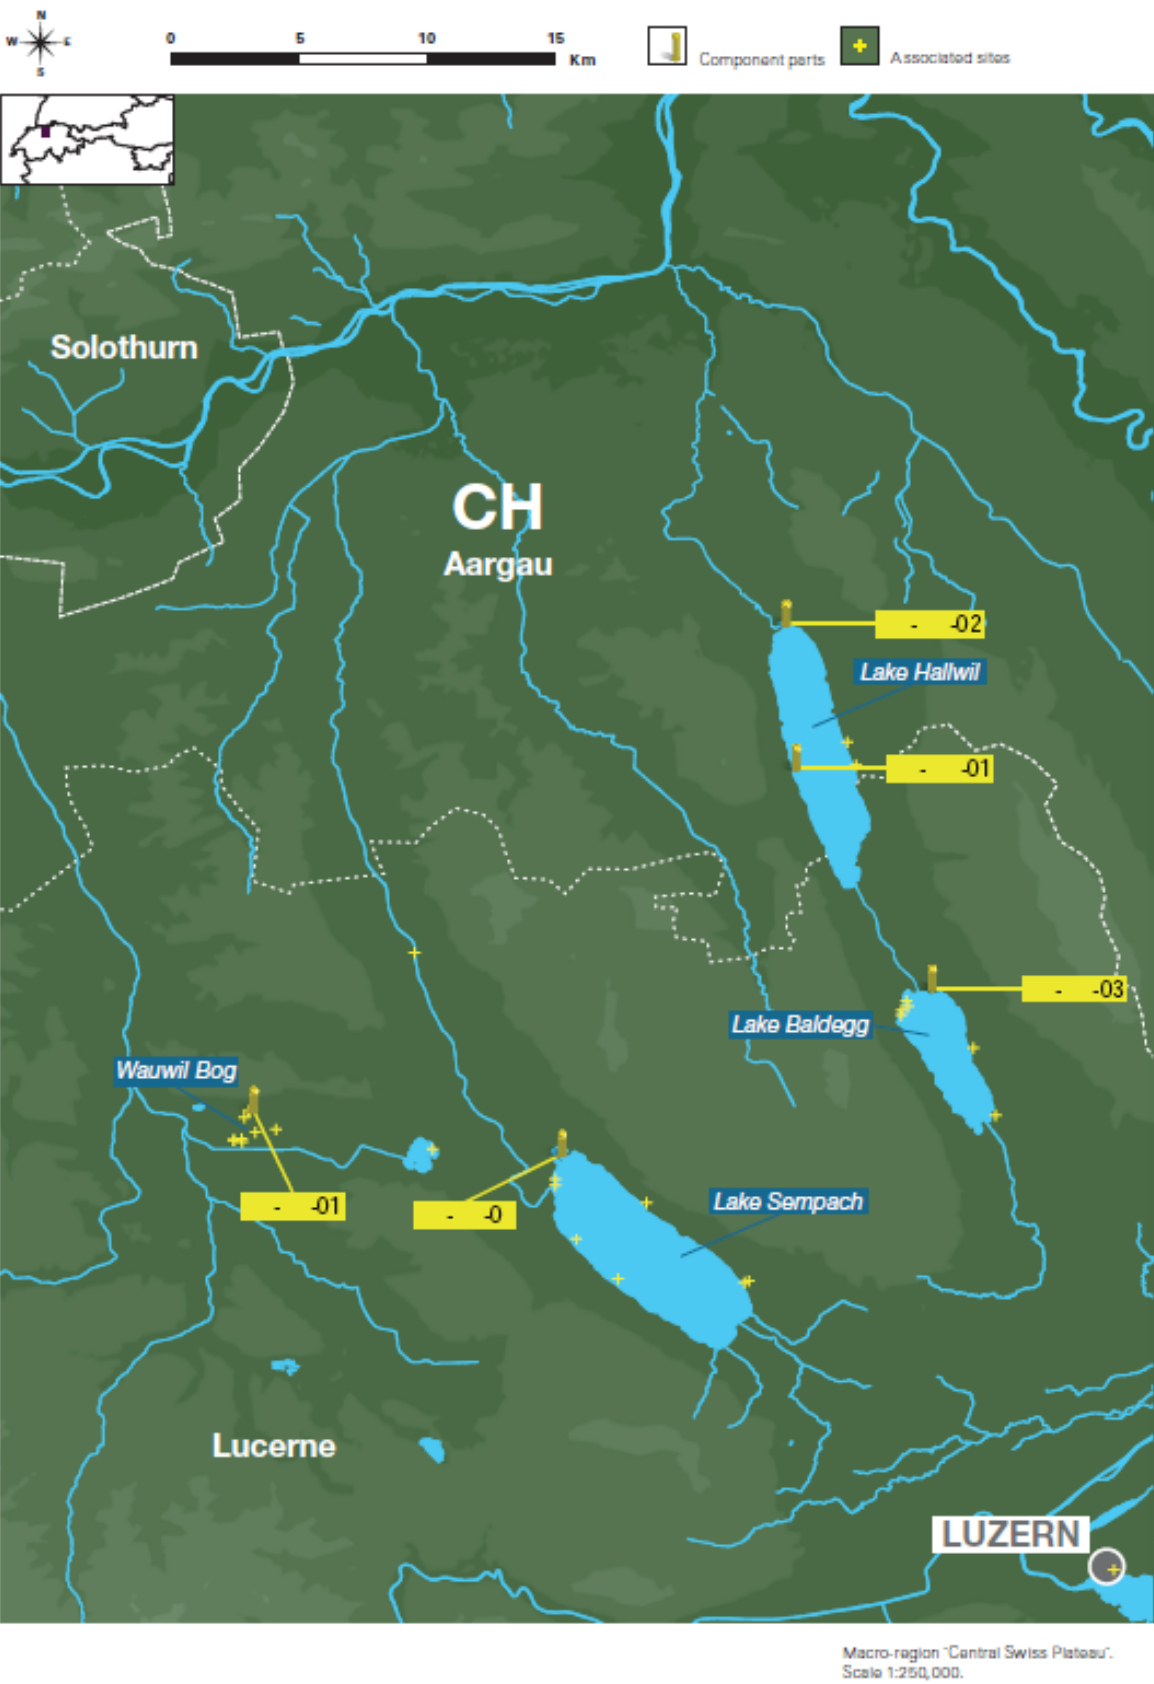 N
W E
S
0 5 10 15
Km
Component parts
Associated sites
Solothurn
CH
Aargau
- -02
Lake Hallwil
- -01
- -03
Lake Baldegg
Wauwil Bog
- -01
- -0
Lake Sempach
Lucerne
LUZERN
Macro-region "Central Swiss Plateau".
Scale 1:250,000.